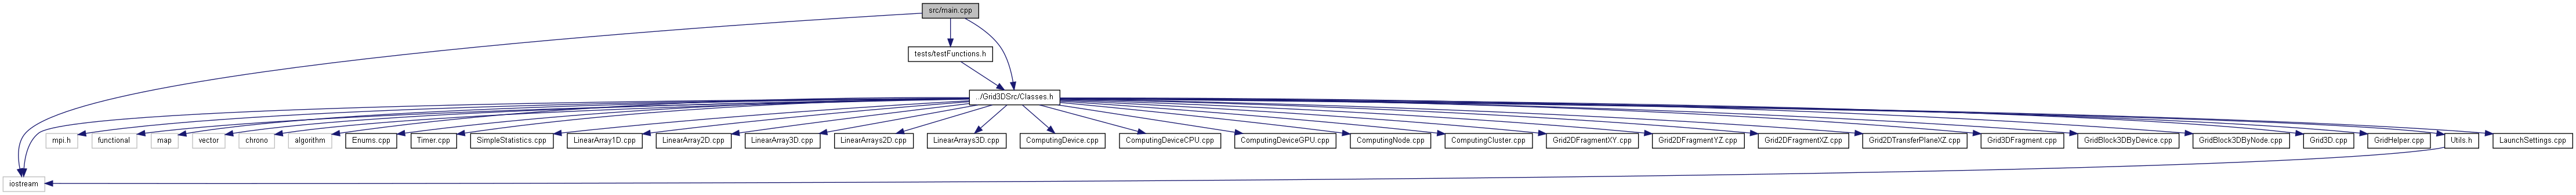 src/main.cpp
tests/testFunctions.h
../Grid3DSrc/Classes.h
mpi.h
functional
map
vector
chrono
algorithm
Enums.cpp
Timer.cpp
SimpleStatistics.cpp
LinearArray1D.cpp
LinearArray2D.cpp
LinearArray3D.cpp
LinearArrays2D.cpp
LinearArrays3D.cpp
ComputingDevice.cpp
ComputingDeviceCPU.cpp
ComputingDeviceGPU.cpp
ComputingNode.cpp
ComputingCluster.cpp
Grid2DFragmentXY.cpp
Grid2DFragmentYZ.cpp
Grid2DFragmentXZ.cpp
Grid2DTransferPlaneXZ.cpp
Grid3DFragment.cpp
GridBlock3DByDevice.cpp
GridBlock3DByNode.cpp
Grid3D.cpp
GridHelper.cpp
Utils.h
LaunchSettings.cpp
iostream